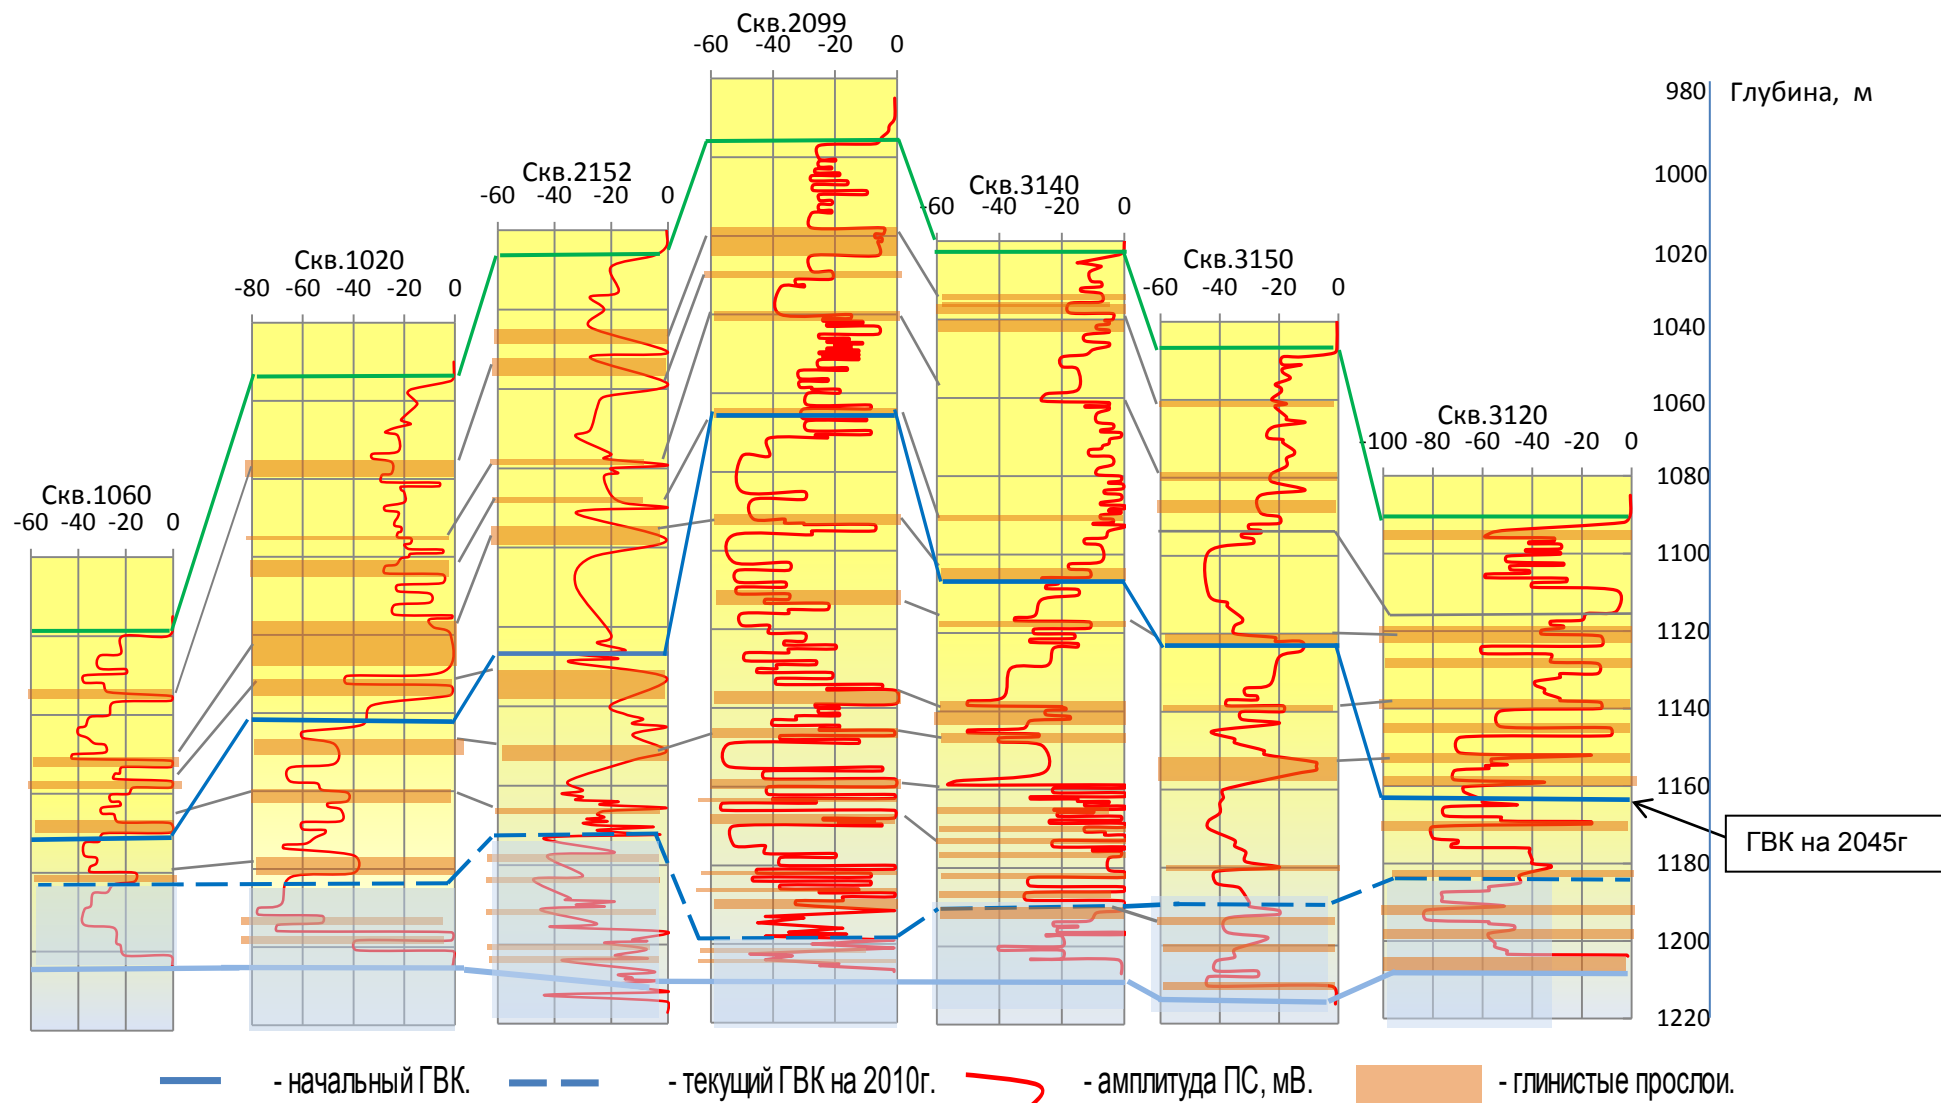 Скв.2099
-60 -40 -20 0
980 Глубина, м
Скв.2152
-60 -40 -20 0
1000
Скв.3140
-60 -40 -20 0
Скв.1020
-80 -60 -40 -20 0
1020
Скв.3150
-60 -40 -20 0
1040
1060
Скв.3120
-100 -80 -60 -40 -20 0
1080
Скв.1060
-60 -40 -20 0
1100
1120
1140
1160
ГВК на 2045г
1180
1200
1220
- начальный ГВК. - текущий ГВК на 2010г. - амплитуда ПС, мВ. - глинистые прослои.